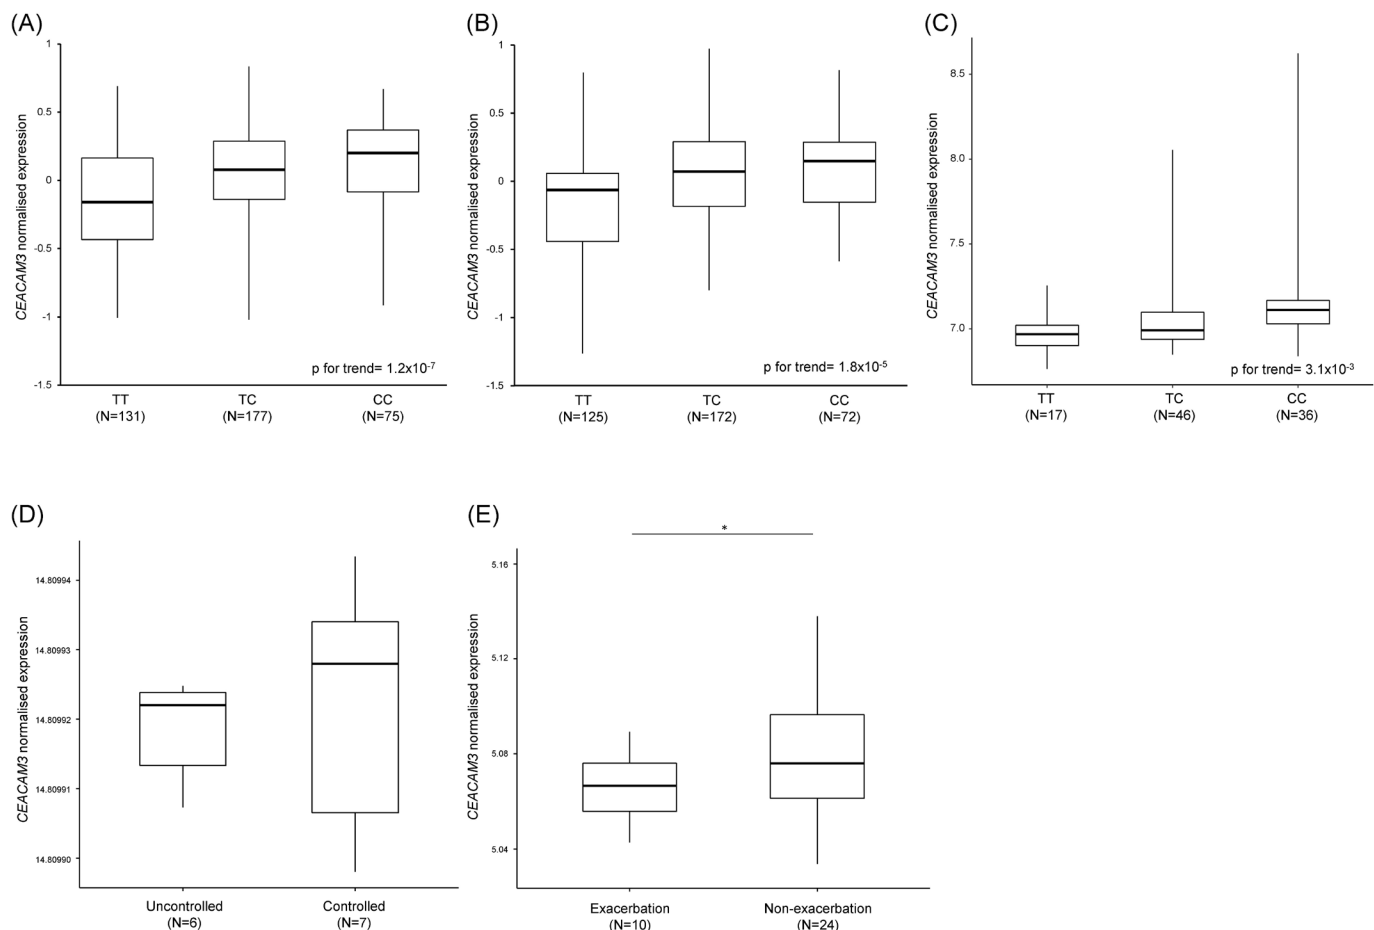 (A)
CEACAM3 normalised expression
1
0.5
0
-0.5
-1
-1.5
p for trend= 1.2x10-7
TT
(N=131)
TC
(N=177)
CC
(N=75)
(B)
CEACAM3 normalised expression
1
0.5
0
-0.5
-1
-1.5
p for trend= 1.8x10-5
TT
(N=125)
TC
(N=172)
CC
(N=72)
(C)
CEACAM3 normalised expression
8.5
8.0
7.5
7.0
p for trend= 3.1x10-3
TT
(N=17)
TC
(N=46)
CC
(N=36)
(D)
CEACAM3 normalised expression
14.80994
14.80993
14.80992
14.80991
14.80990
Uncontrolled
(N=6)
Controlled
(N=7)
(E)
*
CEACAM3 normalised expression
5.16
5.12
5.08
5.04
Exacerbation
(N=10)
Non-exacerbation
(N=24)